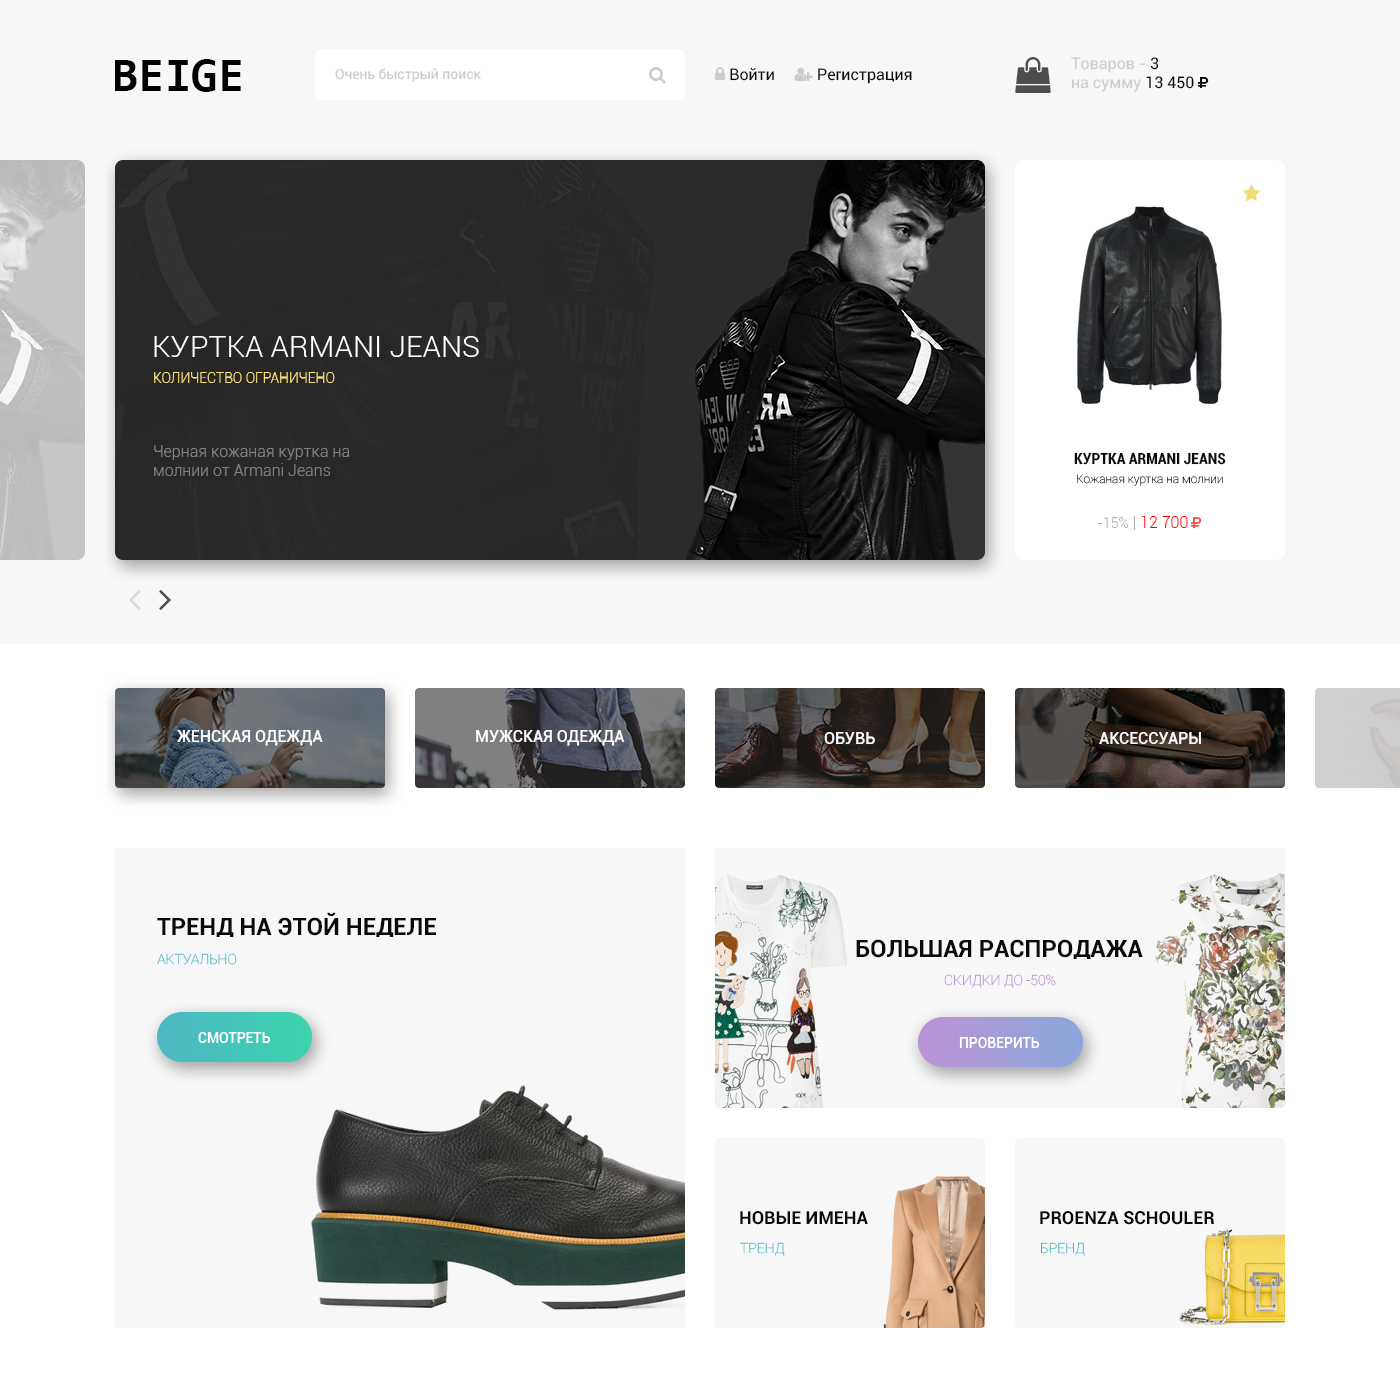 BEIGE
Очень быстрый поиск
Войти
Регистрация
Товаров - 3
на сумму 13 450 ₽
КУРТКА ARMANI JEANS
КОЛИЧЕСТВО ОГРАНИЧЕНО
Черная кожаная куртка на
молнии от Armani Jeans
КУРТКА ARMANI JEANS
Кожаная куртка на молнии
-15% | 12 700 ₽
ЖЕНСКАЯ ОДЕЖДА
МУЖСКАЯ ОДЕЖДА
ОБУВЬ
АКСЕССУАРЫ
ТРЕНД НА ЭТОЙ НЕДЕЛЕ
АКТУАЛЬНО
СМОТРЕТЬ
БОЛЬШАЯ РАСПРОДАЖА
СКИДКИ ДО -50%
ПРОВЕРИТЬ
НОВЫЕ ИМЕНА
ТРЕНД
PROENZA SCHOULER
БРЕНД